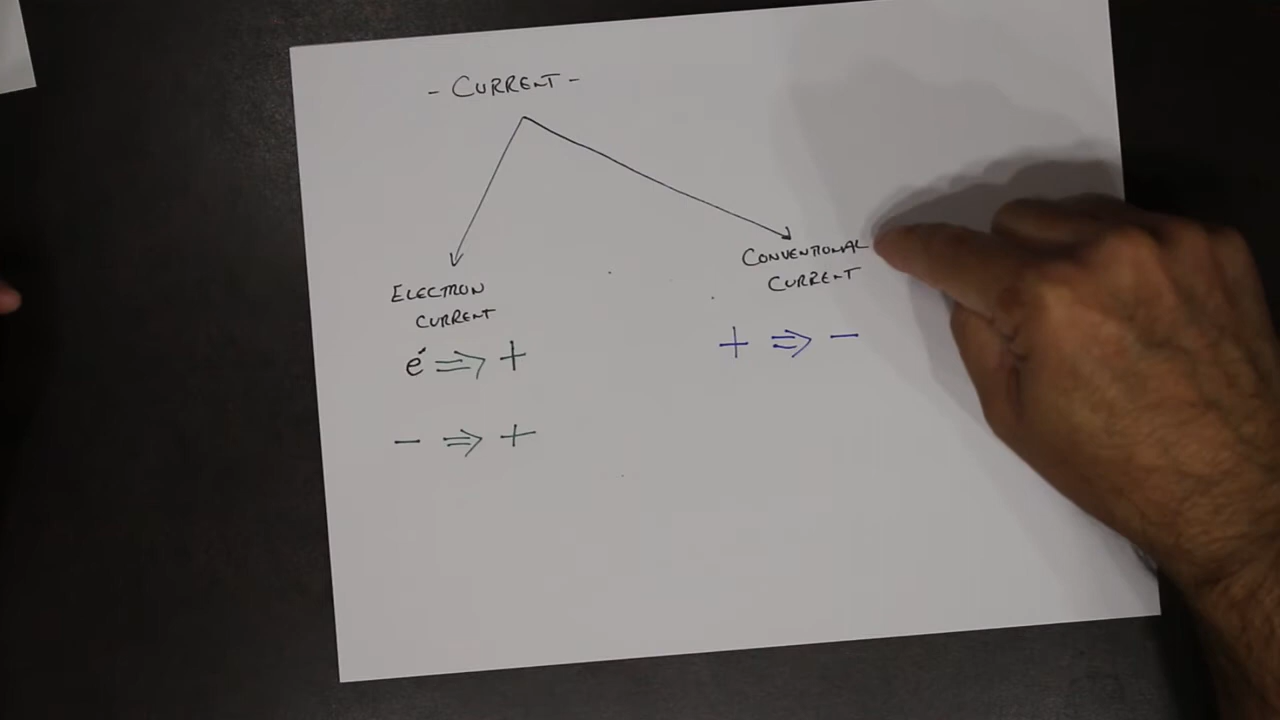 - CURRENT -
ELECTRON
CURRENT
e⁻ ⇒ +
- ⇒ +
CONVENTIONAL
CURRENT
+ ⇒ -